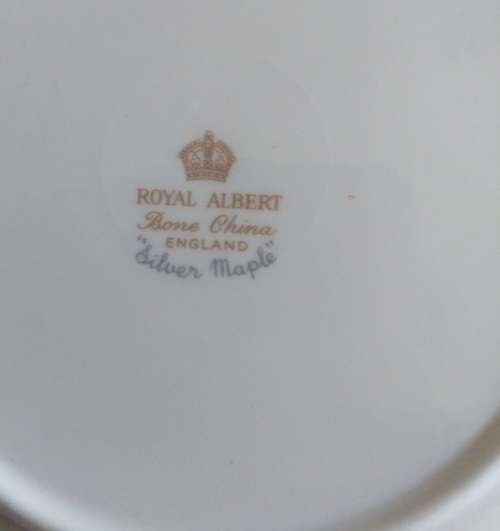 ROYAL ALBERT
Bone China
ENGLAND
"Silver Maple"